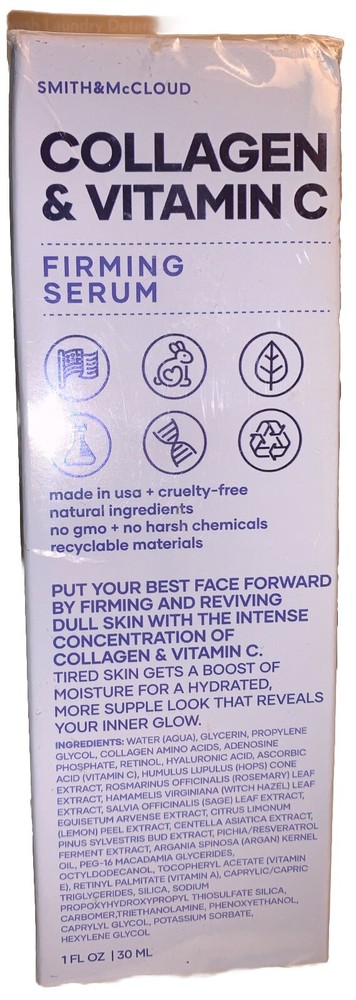 Laundry Dete
SMITH&McCLOUD
COLLAGEN
& VITAMIN C
FIRMING
SERUM
made in usa + cruelty-free
natural ingredients
no gmo + no harsh chemicals
recyclable materials
PUT YOUR BEST FACE FORWARD
BY FIRMING AND REVIVING
DULL SKIN WITH THE INTENSE
CONCENTRATION OF
COLLAGEN & VITAMIN C.
TIRED SKIN GETS A BOOST OF
MOISTURE FOR A HYDRATED,
MORE SUPPLE LOOK THAT REVEALS
YOUR INNER GLOW.
INGREDIENTS: WATER (AQUA), GLYCERIN, PROPYLENE
GLYCOL, COLLAGEN AMINO ACIDS, ADENOSINE
PHOSPHATE, RETINOL, HYALURONIC ACID, ASCORBIC
ACID (VITAMIN C), HUMULUS LUPULUS (HOPS) CONE
EXTRACT, ROSMARINUS OFFICINALIS (ROSEMARY) LEAF
EXTRACT, HAMAMELIS VIRGINIANA (WITCH HAZEL) LEAF
EXTRACT, SALVIA OFFICINALIS (SAGE) LEAF EXTRACT,
EQUISETUM ARVENSE EXTRACT, CITRUS LIMONUM
(LEMON) PEEL EXTRACT, CENTELLA ASIATICA EXTRACT,
PINUS SYLVESTRIS BUD EXTRACT, PICHIA/RESVERATROL
FERMENT EXTRACT, ARGANIA SPINOSA (ARGAN) KERNEL
OIL, PEG-16 MACADAMIA GLYCERIDES,
OCTYLDODECANOL, TOCOPHERYL ACETATE (VITAMIN
E), RETINYL PALMITATE (VITAMIN A), CAPRYLIC/CAPRIC
TRIGLYCERIDES, SILICA, SODIUM
PROPOXYHYDROXYPROPYL THIOSULFATE SILICA,
CARBOMER,TRIETHANOLAMINE, PHENOXYETHANOL,
CAPRYLYL GLYCOL, POTASSIUM SORBATE,
HEXYLENE GLYCOL
1 FL OZ | 30 ML